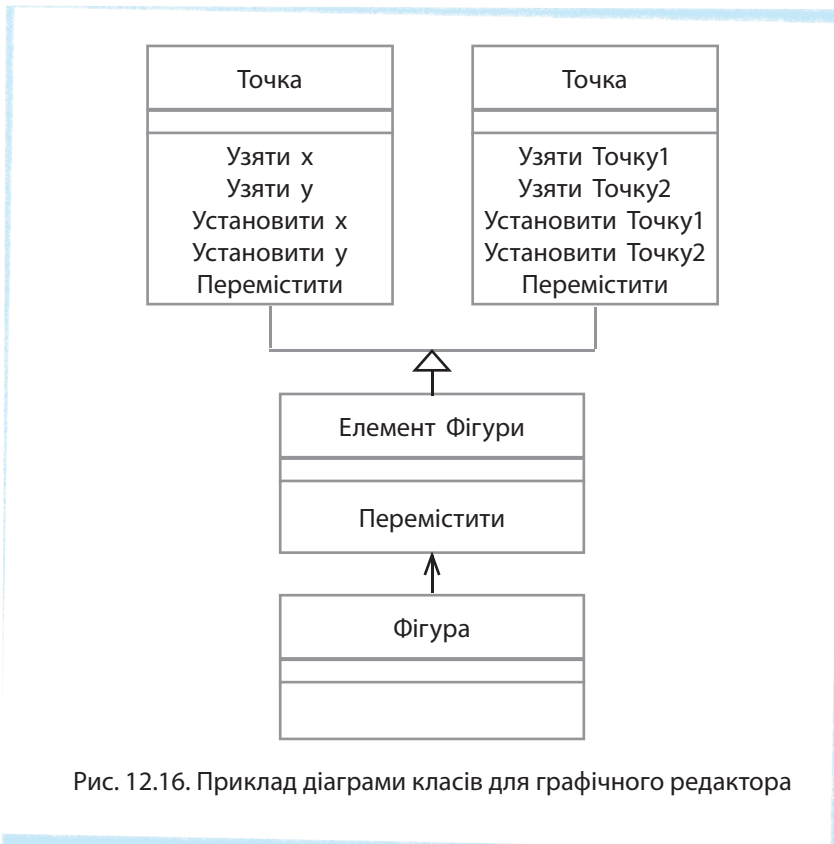 Точка
Узяти x
Узяти y
Установити x
Установити y
Перемістити
Точка
Узяти Точку1
Узяти Точку2
Установити Точку1
Установити Точку2
Перемістити
Елемент Фігури
Перемістити
Фігура
Рис. 12.16. Приклад діаграми класів для графічного редактора